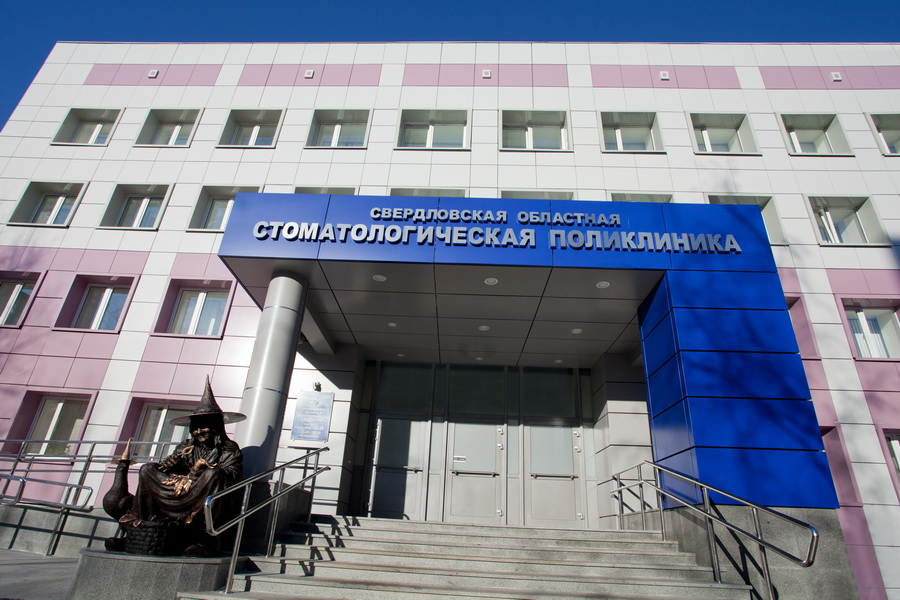 СВЕРДЛОВСКАЯ ОБЛАСТНАЯ
СТОМАТОЛОГИЧЕСКАЯ ПОЛИКЛИНИКА